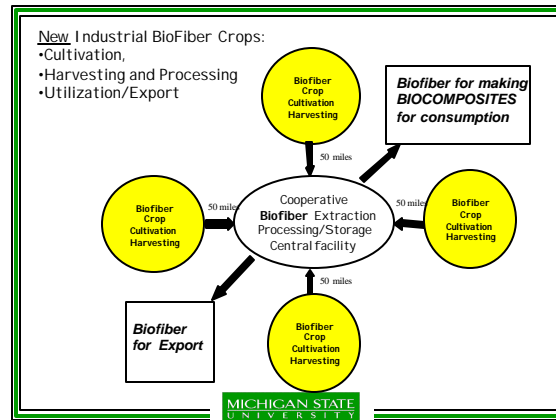 New Industrial BioFiber Crops:
•Cultivation,
•Harvesting and Processing
•Utilization/Export
Biofiber
Crop
Cultivation
Harvesting
Biofiber for making
BIOCOMPOSITES
for consumption
50 miles
Biofiber
Crop
Cultivation
Harvesting
50 miles
Cooperative
Biofiber Extraction
Processing/Storage
Central facility
50 miles
Biofiber
Crop
Cultivation
Harvesting
50 miles
Biofiber
for Export
Biofiber
Crop
Cultivation
Harvesting
MICHIGAN STATE
UNIVERSITY